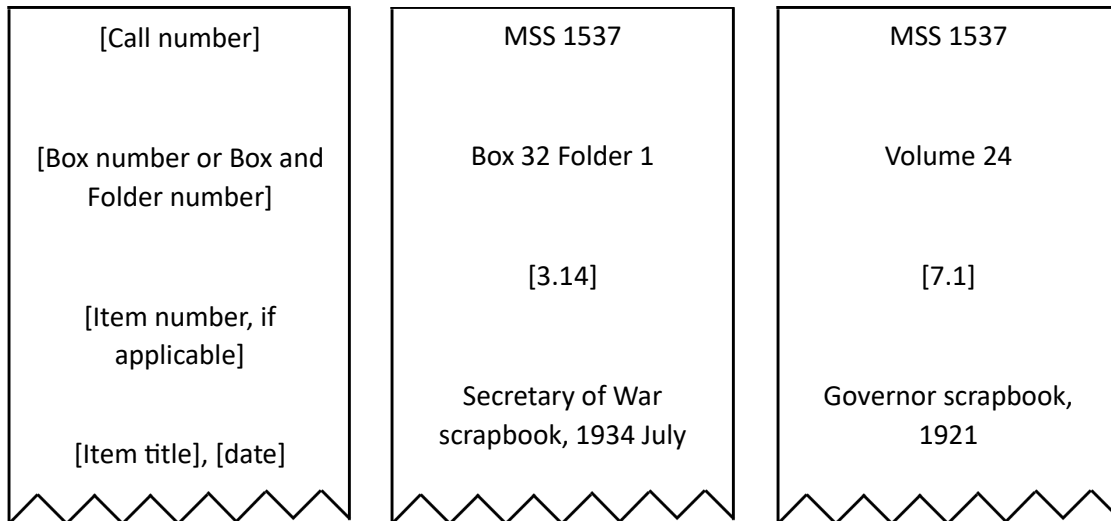 [Call number]
[Box number or Box and
Folder number]
[Item number, if
applicable]
[Item title], [date]
MSS 1537
Box 32 Folder 1
[3.14]
Secretary of War
scrapbook, 1934 July
MSS 1537
Volume 24
[7.1]
Governor scrapbook,
1921